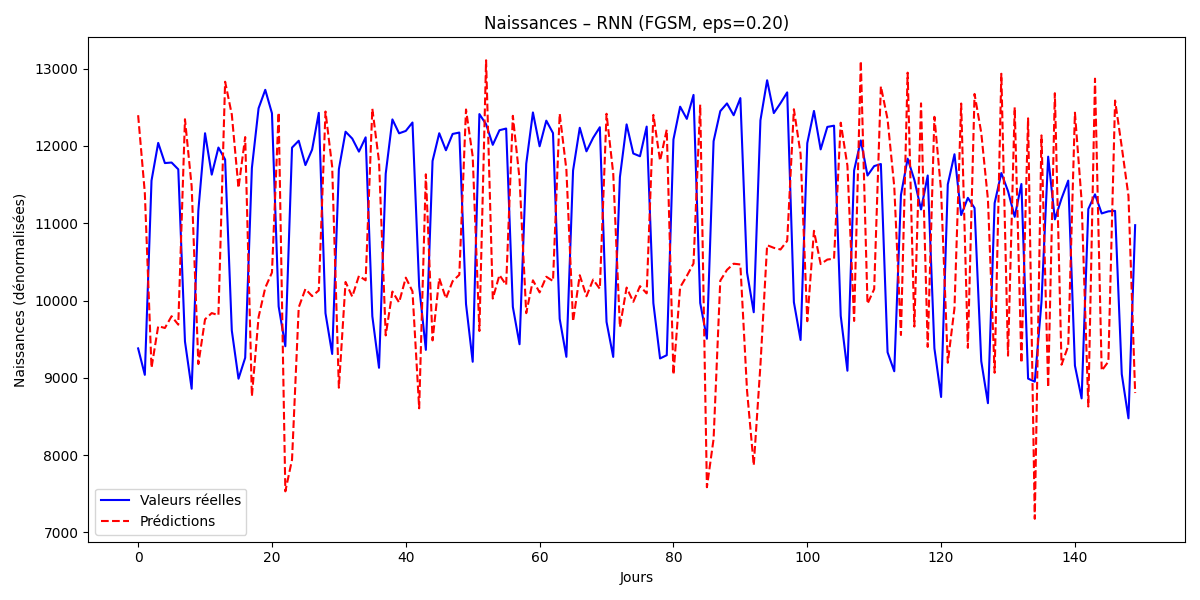 Naissances – RNN (FGSM, eps=0.20)
Naissances (dénormalisées)
13000
12000
11000
10000
9000
8000
7000
Valeurs réelles
Prédictions
0 20 40 60 80 100 120 140
Jours